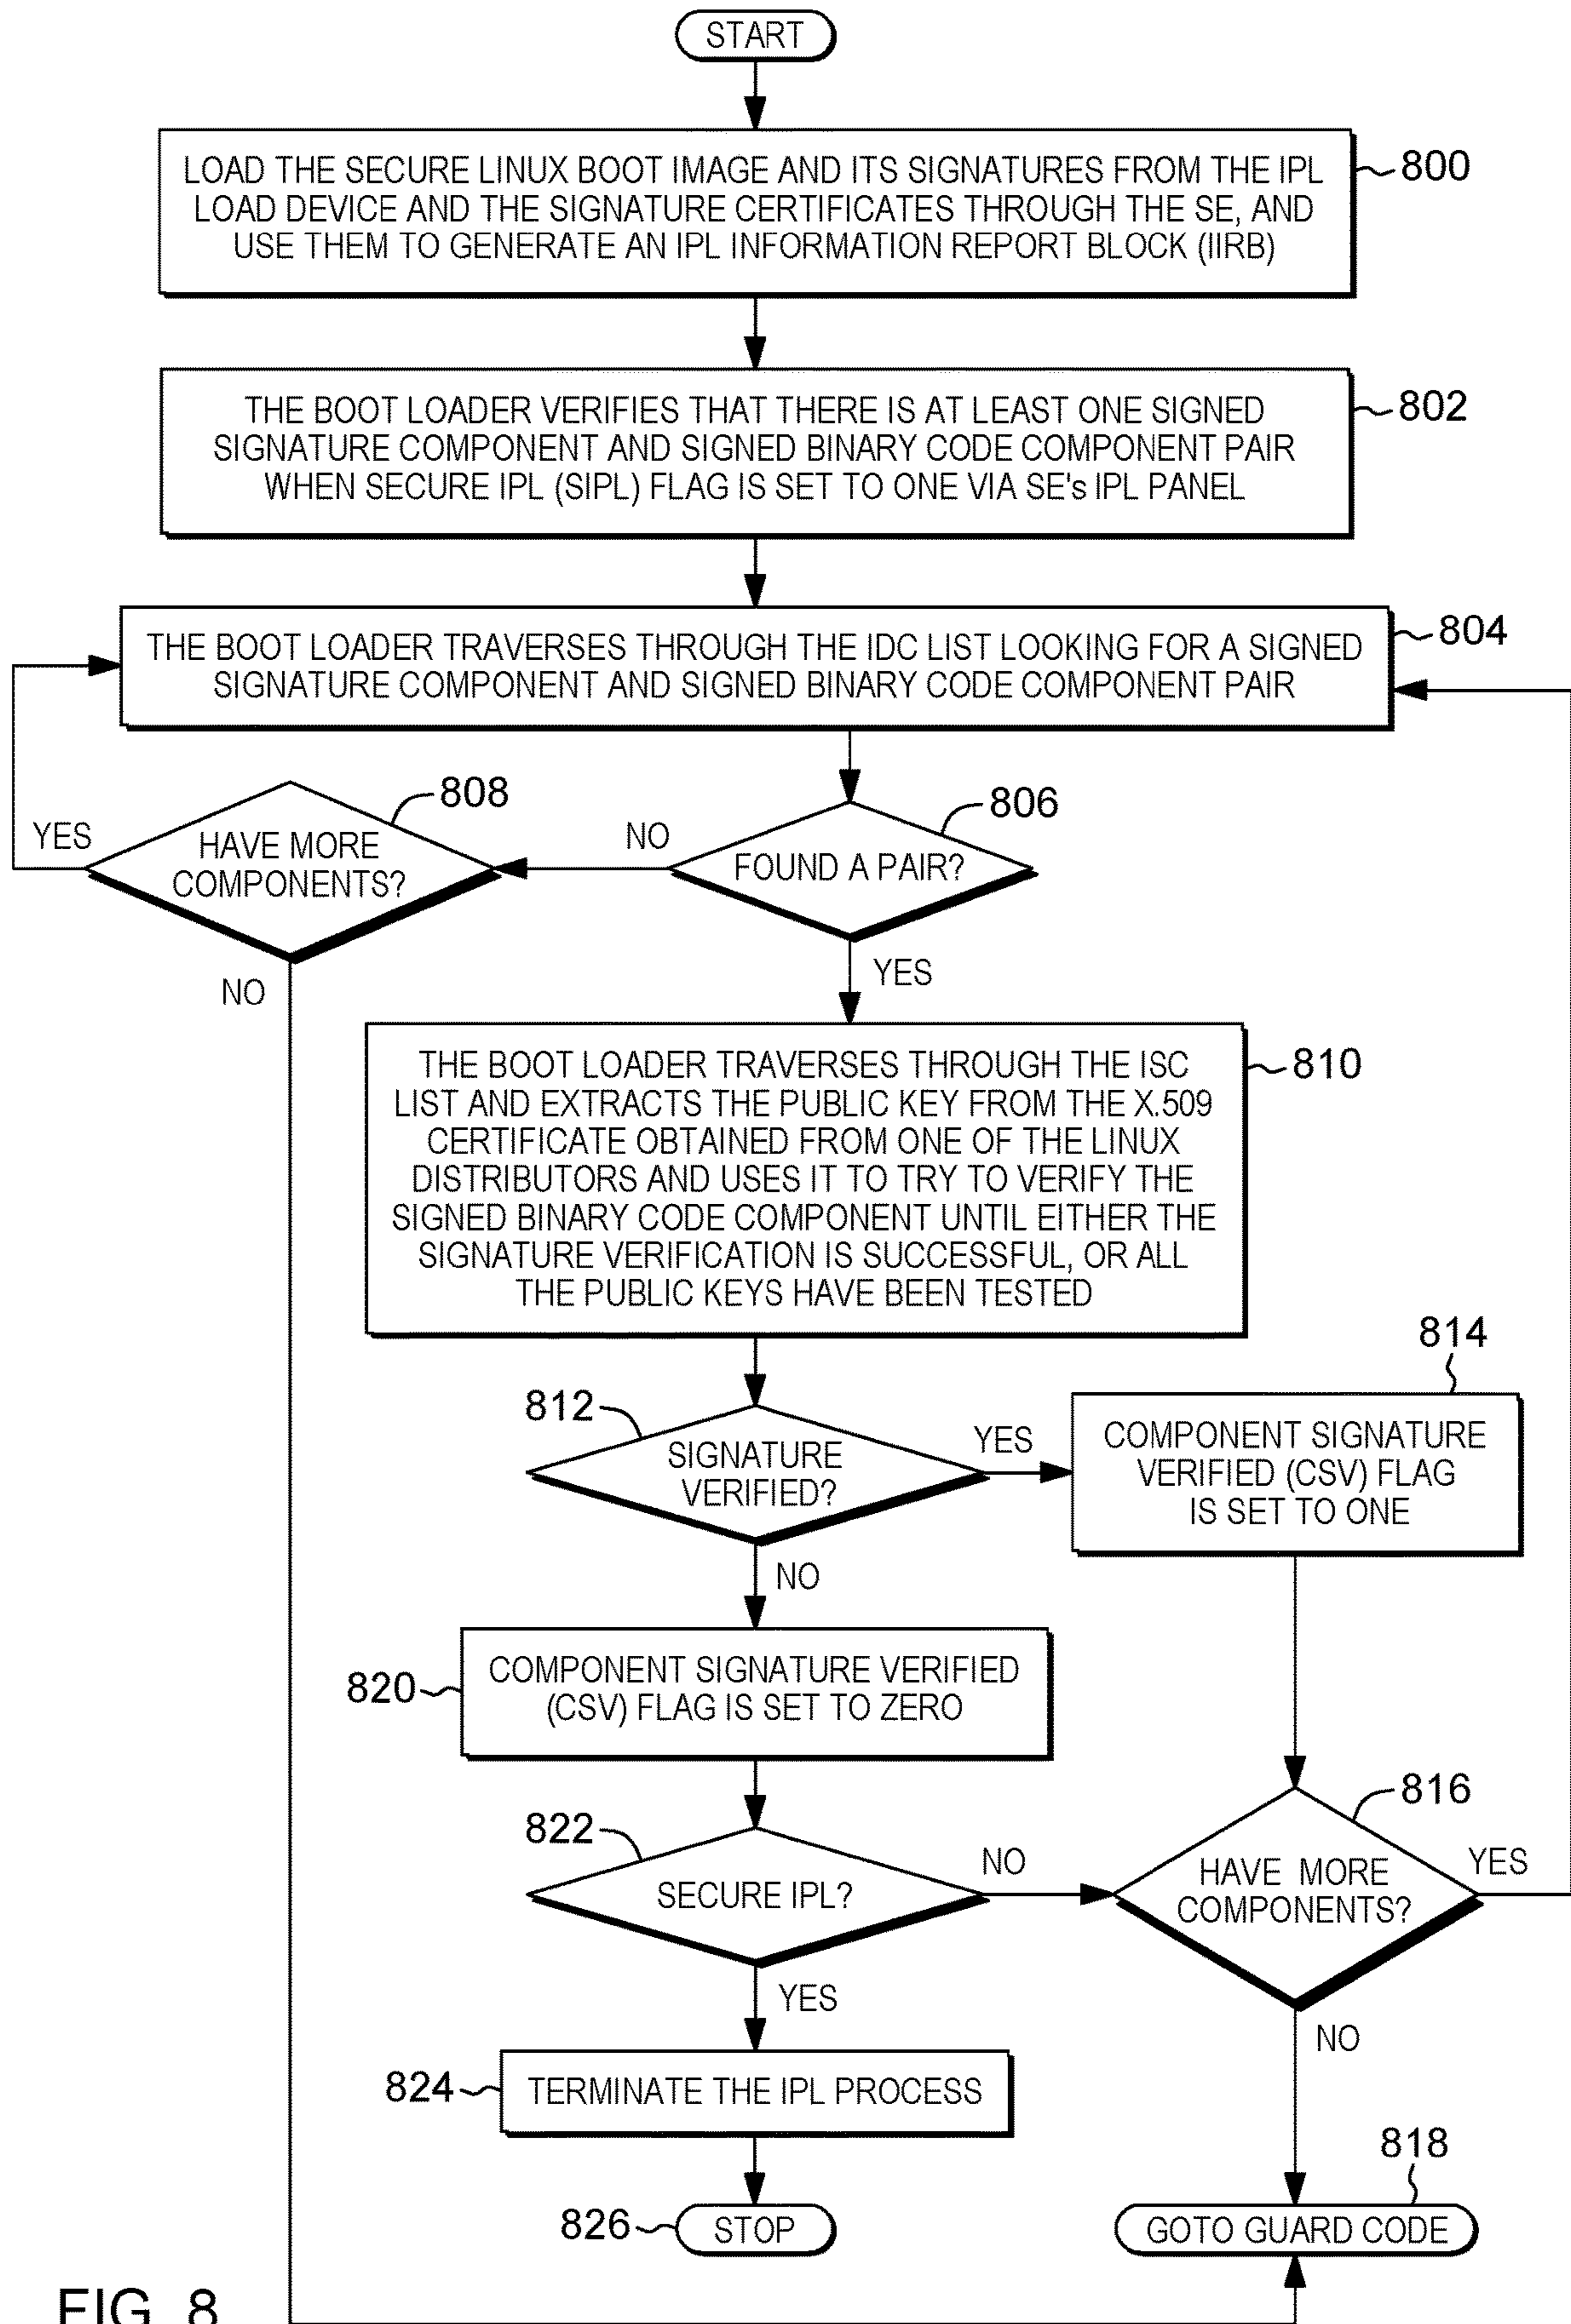 START
LOAD THE SECURE LINUX BOOT IMAGE AND ITS SIGNATURES FROM THE IPL
LOAD DEVICE AND THE SIGNATURE CERTIFICATES THROUGH THE SE, AND
USE THEM TO GENERATE AN IPL INFORMATION REPORT BLOCK (IIRB)
800
THE BOOT LOADER VERIFIES THAT THERE IS AT LEAST ONE SIGNED
SIGNATURE COMPONENT AND SIGNED BINARY CODE COMPONENT PAIR
WHEN SECURE IPL (SIPL) FLAG IS SET TO ONE VIA SE's IPL PANEL
802
THE BOOT LOADER TRAVERSES THROUGH THE IDC LIST LOOKING FOR A SIGNED
SIGNATURE COMPONENT AND SIGNED BINARY CODE COMPONENT PAIR
804
808
806
YES
HAVE MORE
COMPONENTS?
NO
FOUND A PAIR?
NO
YES
THE BOOT LOADER TRAVERSES THROUGH THE ISC
LIST AND EXTRACTS THE PUBLIC KEY FROM THE X.509
CERTIFICATE OBTAINED FROM ONE OF THE LINUX
DISTRIBUTORS AND USES IT TO TRY TO VERIFY THE
SIGNED BINARY CODE COMPONENT UNTIL EITHER THE
SIGNATURE VERIFICATION IS SUCCESSFUL, OR ALL
THE PUBLIC KEYS HAVE BEEN TESTED
810
812
SIGNATURE
VERIFIED?
YES
814
COMPONENT SIGNATURE
VERIFIED (CSV) FLAG
IS SET TO ONE
NO
820
COMPONENT SIGNATURE VERIFIED
(CSV) FLAG IS SET TO ZERO
822
SECURE IPL?
NO
816
HAVE MORE
COMPONENTS?
YES
YES
NO
824
TERMINATE THE IPL PROCESS
818
826
STOP
GOTO GUARD CODE
FIG. 8